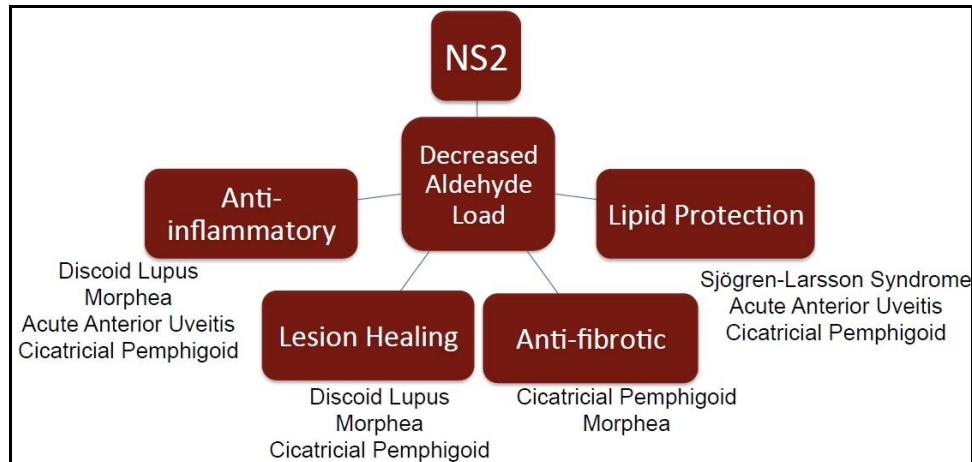 NS2
Decreased
Aldehyde
Load
Anti-
inflammatory
Discoid Lupus
Morphea
Acute Anterior Uveitis
Cicatricial Pemphigoid
Lesion Healing
Discoid Lupus
Morphea
Cicatricial Pemphigoid
Anti-fibrotic
Cicatricial Pemphigoid
Morphea
Lipid Protection
Sjögren-Larsson Syndrome
Acute Anterior Uveitis
Cicatricial Pemphigoid